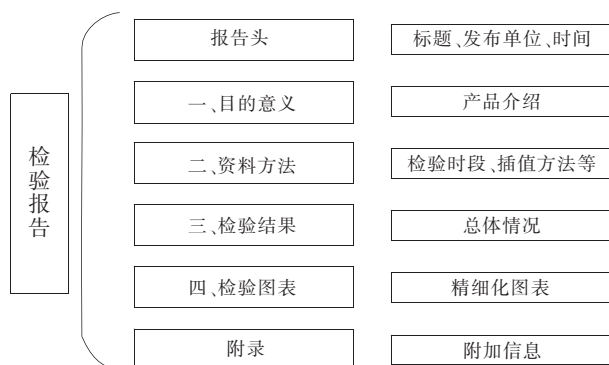 检验报告
报告头
标题、发布单位、时间
一、目的意义
产品介绍
二、资料方法
检验时段、插值方法等
三、检验结果
总体情况
四、检验图表
精细化图表
附录
附加信息